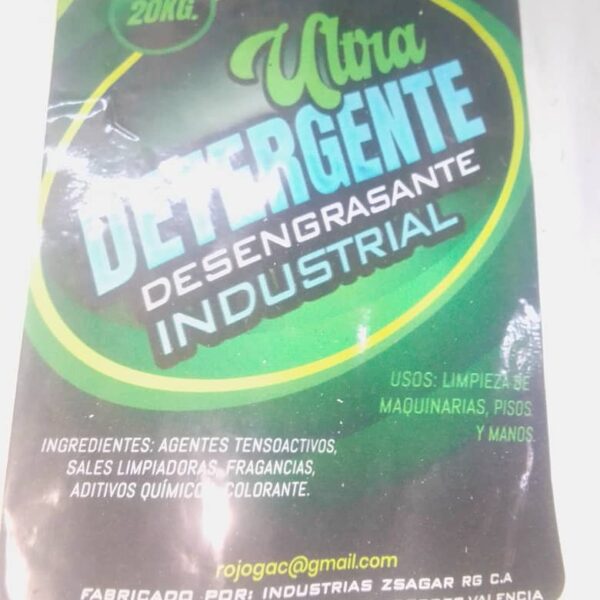 20KG.
Ultra
DETERGENTE
DESENGRASANTE
INDUSTRIAL
USOS: LIMPIEZA DE
MAQUINARIAS, PISOS
Y MANOS.
INGREDIENTES: AGENTES TENSOACTIVOS,
SALES LIMPIADORAS, FRAGANCIAS,
ADITIVOS QUÍMICOS, COLORANTE.
rojogac@gmail.com
FABRICADO POR: INDUSTRIAS ZSAGAR RG C.A
VALENCIA